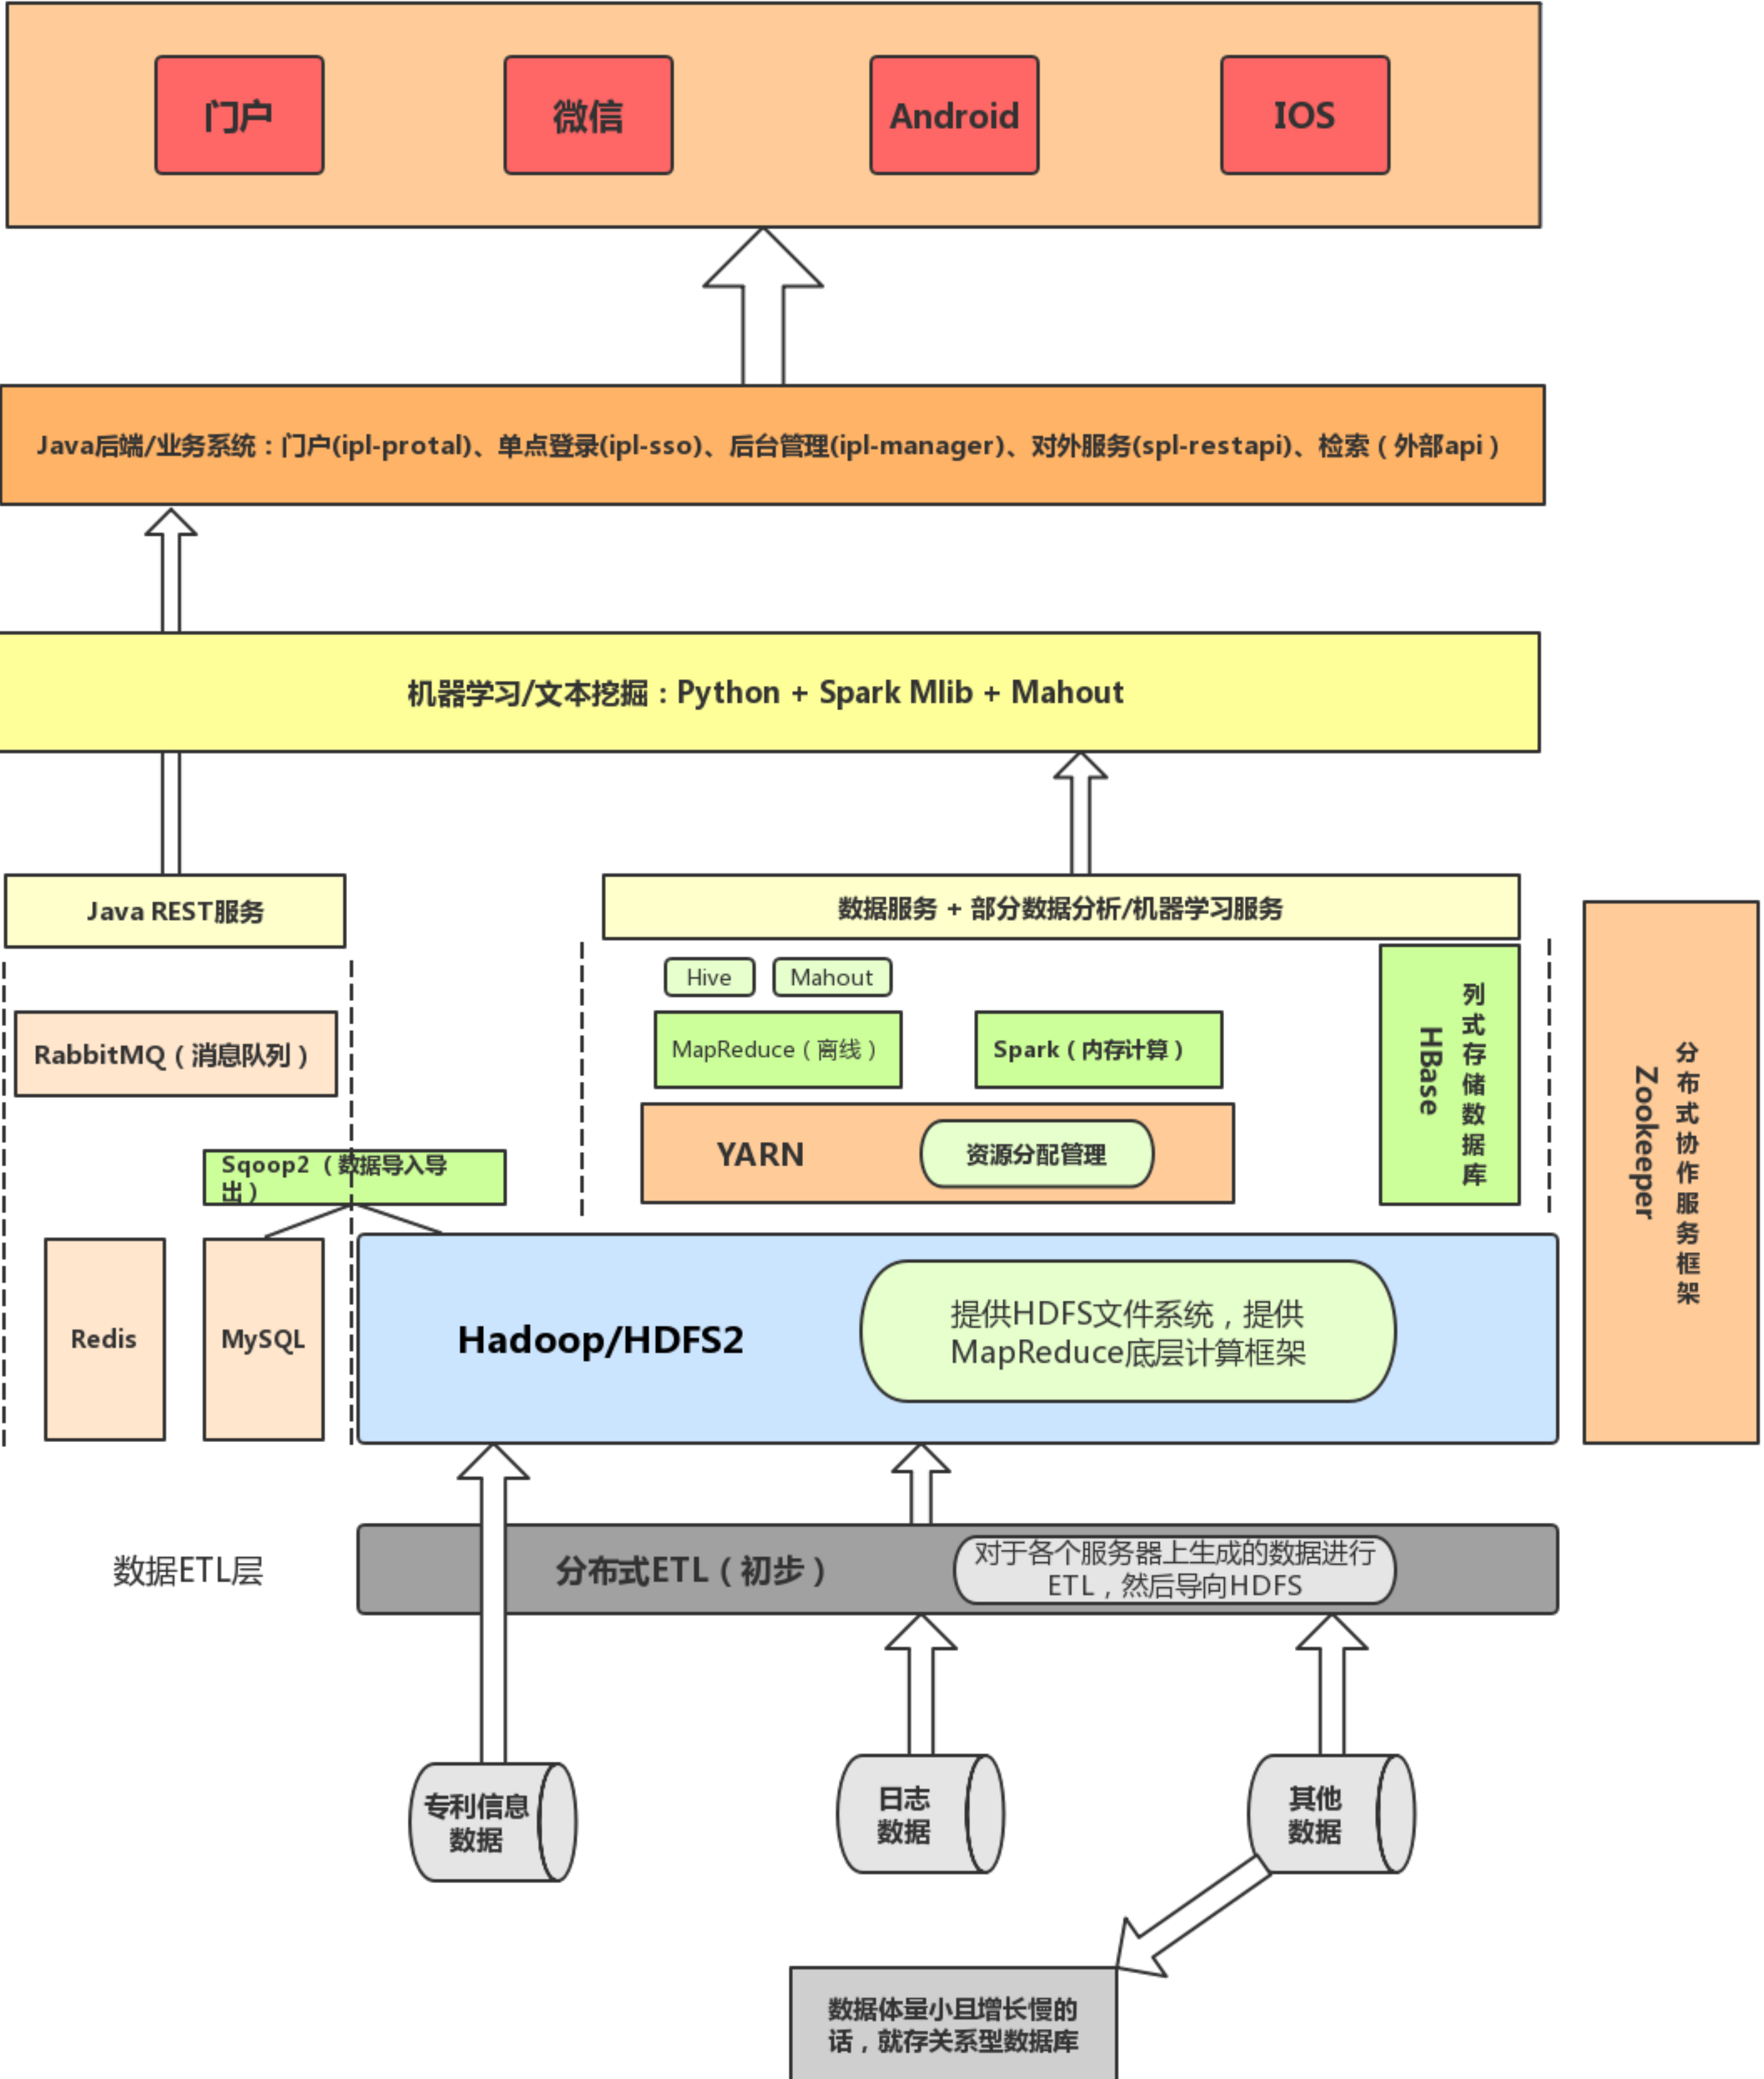 门户
微信
Android
IOS
Java后端/业务系统：门户(ipl-protal)、单点登录(ipl-sso)、后台管理(ipl-manager)、对外服务(spl-restapi)、检索（外部api）
机器学习/文本挖掘：Python + Spark Mlib + Mahout
Java REST服务
数据服务 + 部分数据分析/机器学习服务
Hive
Mahout
RabbitMQ（消息队列）
MapReduce（离线）
Spark（内存计算）
列式存储数据库
HBase
分布式协作服务框架
Zookeeper
YARN
资源分配管理
Sqoop2 （数据导入导
出）
Redis
MySQL
Hadoop/HDFS2
提供HDFS文件系统，提供
MapReduce底层计算框架
数据ETL层
分布式ETL（初步）
对于各个服务器上生成的数据进行
ETL，然后导向HDFS
专利信息
数据
日志
数据
其他
数据
数据体量小且增长慢的
话，就存关系型数据库